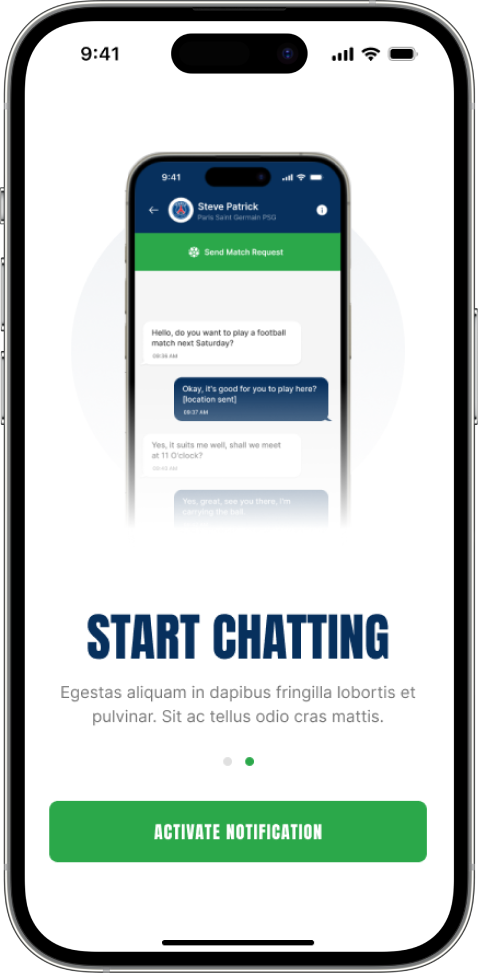 9:41
9:41
Steve Patrick
Paris Saint Germain PSG
Send Match Request
Hello, do you want to play a football
match next Saturday?
09:36 AM
Okay, it's good for you to play here?
[location sent]
09:37 AM
Yes, it suits me well, shall we meet
at 11 O'clock?
09:43 AM
Yes, great, see you there, I'm
carrying the ball.
START CHATTING
Egestas aliquam in dapibus fringilla lobortis et
pulvinar. Sit ac tellus odio cras mattis.
ACTIVATE NOTIFICATION